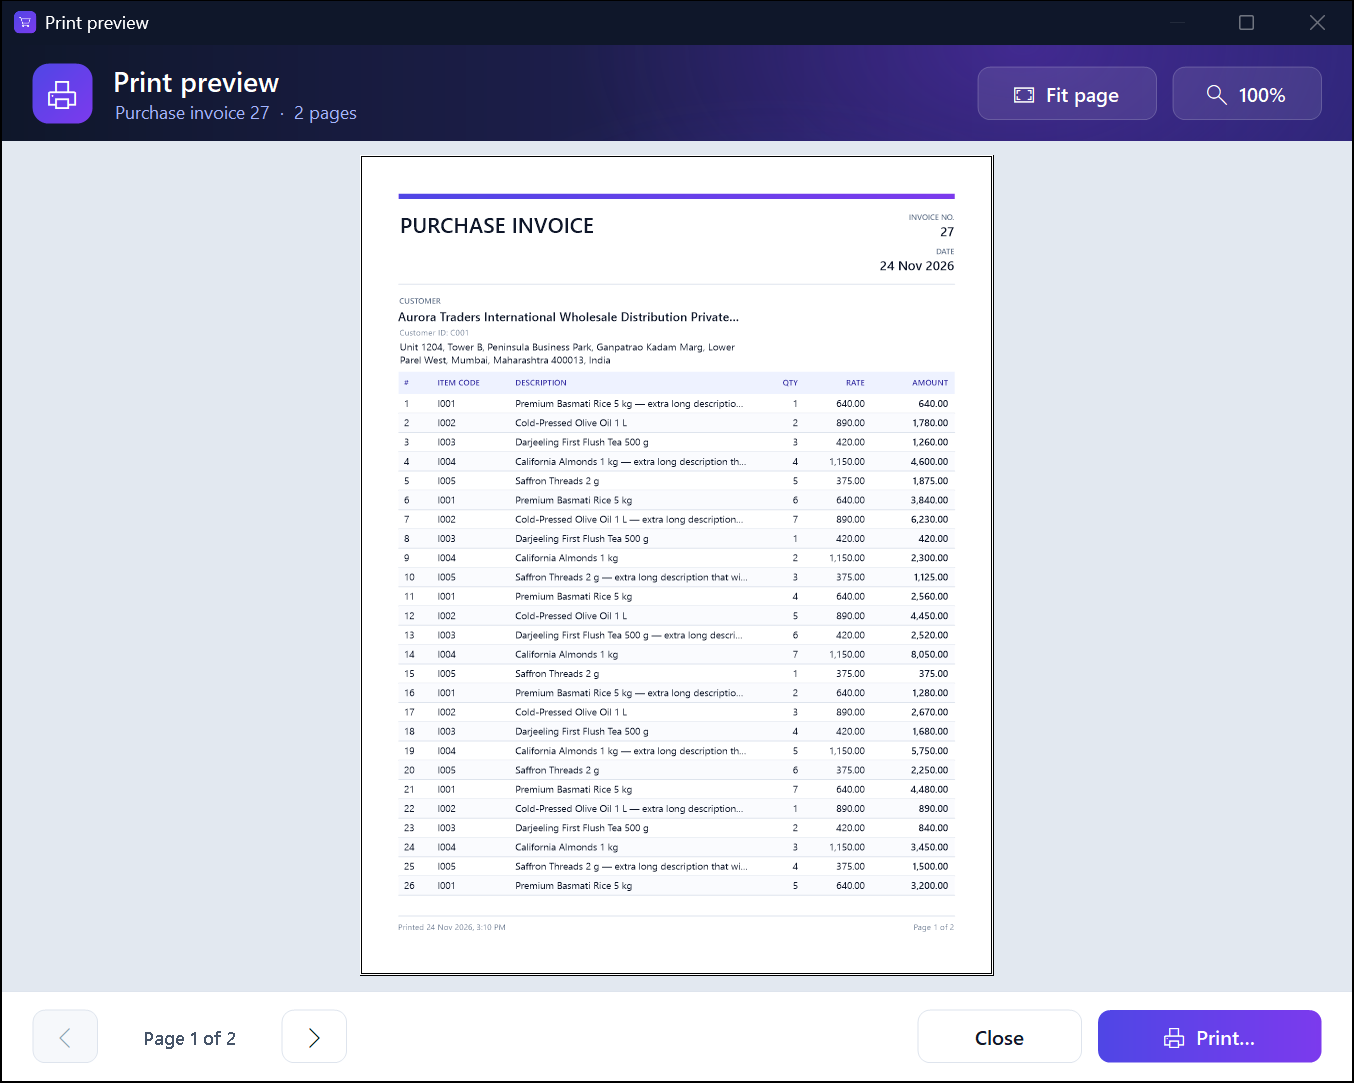 Print preview
Print preview
Purchase invoice 27 · 2 pages
Fit page
100%
PURCHASE INVOICE
INVOICE NO.
27
DATE
24 Nov 2026
CUSTOMER
Aurora Traders International Wholesale Distribution Private...
Customer ID: C001
Unit 1204, Tower B, Peninsula Business Park, Ganpatrao Kadam Marg, Lower
Parel West, Mumbai, Maharashtra 400013, India
# ITEM CODE DESCRIPTION QTY RATE AMOUNT
1 I001 Premium Basmati Rice 5 kg — extra long descriptio... 1 640.00 640.00
2 I002 Cold-Pressed Olive Oil 1 L 2 890.00 1,780.00
3 I003 Darjeeling First Flush Tea 500 g 3 420.00 1,260.00
4 I004 California Almonds 1 kg — extra long description th... 4 1,150.00 4,600.00
5 I005 Saffron Threads 2 g 5 375.00 1,875.00
6 I001 Premium Basmati Rice 5 kg 6 640.00 3,840.00
7 I002 Cold-Pressed Olive Oil 1 L — extra long description... 7 890.00 6,230.00
8 I003 Darjeeling First Flush Tea 500 g 1 420.00 420.00
9 I004 California Almonds 1 kg 2 1,150.00 2,300.00
10 I005 Saffron Threads 2 g — extra long description that wi... 3 375.00 1,125.00
11 I001 Premium Basmati Rice 5 kg 4 640.00 2,560.00
12 I002 Cold-Pressed Olive Oil 1 L 5 890.00 4,450.00
13 I003 Darjeeling First Flush Tea 500 g — extra long descri... 6 420.00 2,520.00
14 I004 California Almonds 1 kg 7 1,150.00 8,050.00
15 I005 Saffron Threads 2 g 1 375.00 375.00
16 I001 Premium Basmati Rice 5 kg — extra long descriptio... 2 640.00 1,280.00
17 I002 Cold-Pressed Olive Oil 1 L 3 890.00 2,670.00
18 I003 Darjeeling First Flush Tea 500 g 4 420.00 1,680.00
19 I004 California Almonds 1 kg — extra long description th... 5 1,150.00 5,750.00
20 I005 Saffron Threads 2 g 6 375.00 2,250.00
21 I001 Premium Basmati Rice 5 kg 7 640.00 4,480.00
22 I002 Cold-Pressed Olive Oil 1 L — extra long description... 1 890.00 890.00
23 I003 Darjeeling First Flush Tea 500 g 2 420.00 840.00
24 I004 California Almonds 1 kg 3 1,150.00 3,450.00
25 I005 Saffron Threads 2 g — extra long description that wi... 4 375.00 1,500.00
26 I001 Premium Basmati Rice 5 kg 5 640.00 3,200.00
Printed 24 Nov 2026, 3:10 PM
Page 1 of 2
Page 1 of 2
Close
Print...